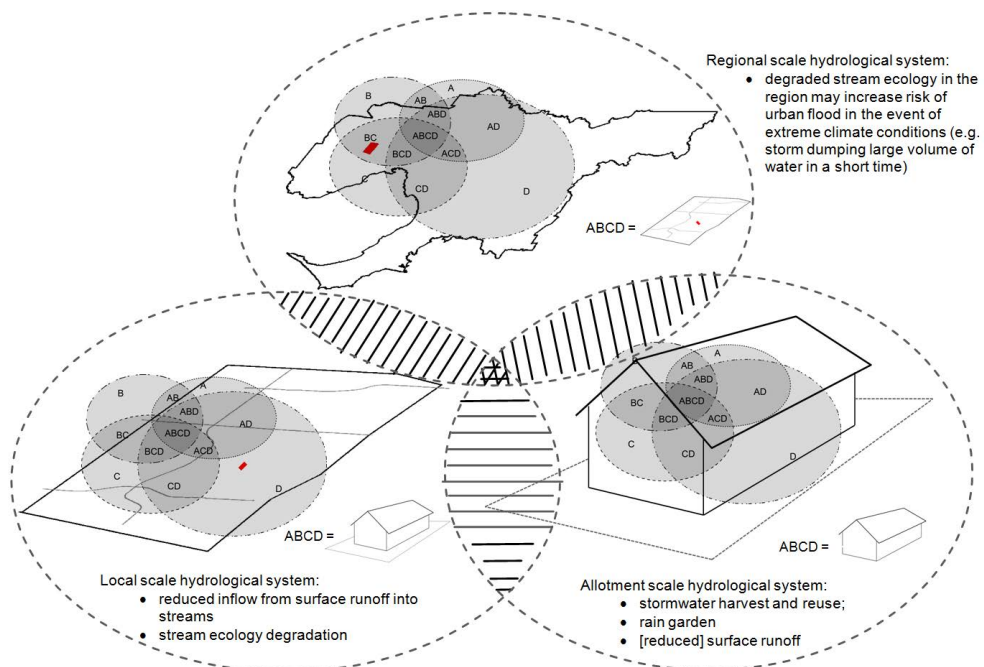 Regional scale hydrological system:
• degraded stream ecology in the
region may increase risk of
urban flood in the event of
extreme climate conditions (e.g.
storm dumping large volume of
water in a short time)
B
A
AB
ABD
AD
BC
ABCD
BCD
ACD
C
CD
D
ABCD =
B
A
AB
ABD
AD
BC
ABCD
BCD
ACD
C
CD
D
ABCD =
Local scale hydrological system:
• reduced inflow from surface runoff into
streams
• stream ecology degradation
B
A
AB
ABD
AD
BC
ABCD
BCD
ACD
C
CD
D
ABCD =
Allotment scale hydrological system:
• stormwater harvest and reuse;
• rain garden
• [reduced] surface runoff